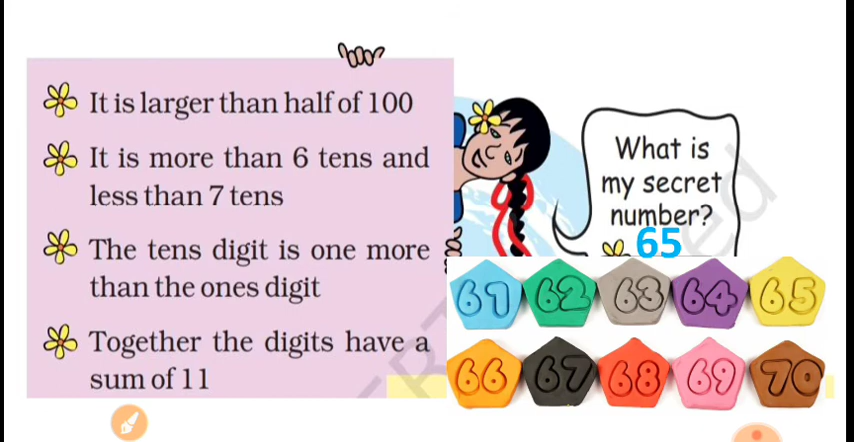 It is larger than half of 100
It is more than 6 tens and
less than 7 tens
The tens digit is one more
than the ones digit
Together the digits have a
sum of 11
What is
my secret
number?
65
61 62 63 64 65
66 67 68 69 70